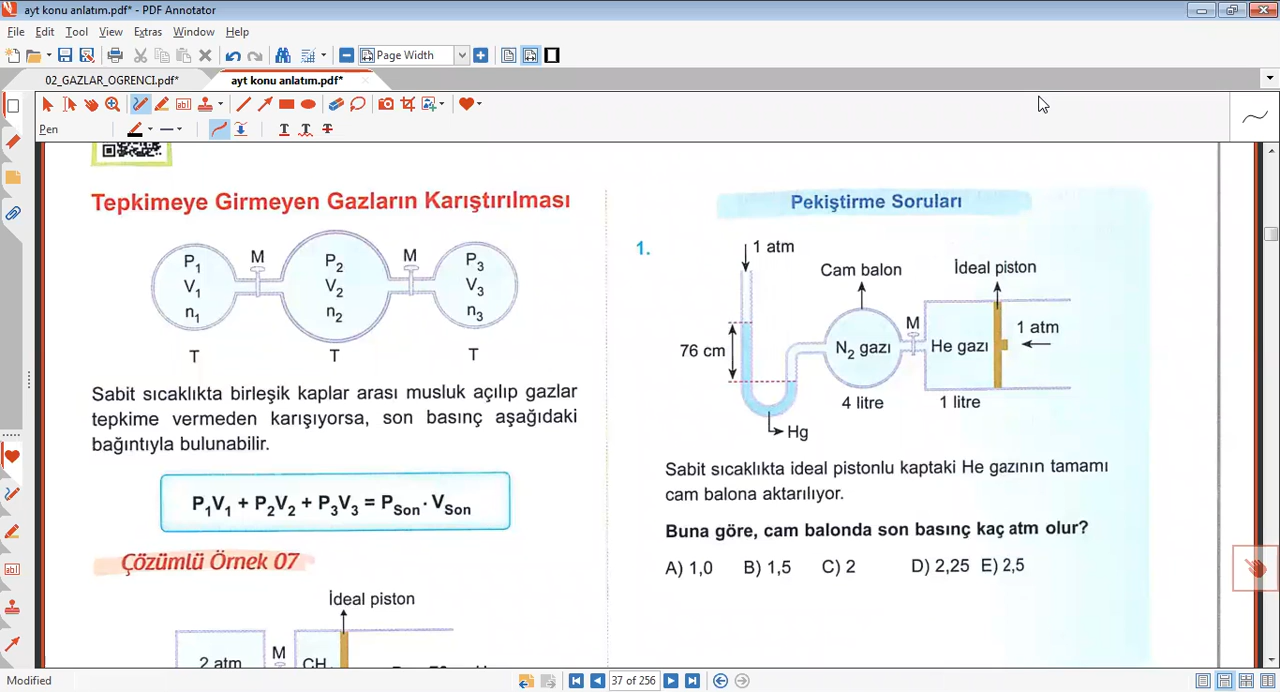 ayt konu anlatım.pdf* - PDF Annotator
File Edit Tool View Extras Window Help
Page Width
02_GAZLAR_OGRENCI.pdf*
ayt konu anlatım.pdf*
Pen
Tepkimeye Girmeyen Gazların Karıştırılması
P1 V1 n1
M
P2 V2 n2
M
P3 V3 n3
T T T
Sabit sıcaklıkta birleşik kaplar arası musluk açılıp gazlar
tepkime vermeden karışıyorsa, son basınç aşağıdaki
bağıntıyla bulunabilir.
P1V1 + P2V2 + P3V3 = PSon · VSon
Çözümlü Örnek 07
İdeal piston
2 atm
M
CH
Pekiştirme Soruları
1.
1 atm
Cam balon
İdeal piston
76 cm
N2 gazı
M
He gazı
1 atm
4 litre
1 litre
Hg
Sabit sıcaklıkta ideal pistonlu kaptaki He gazının tamamı
cam balona aktarılıyor.
Buna göre, cam balonda son basınç kaç atm olur?
A) 1,0 B) 1,5 C) 2 D) 2,25 E) 2,5
Modified
37 of 256